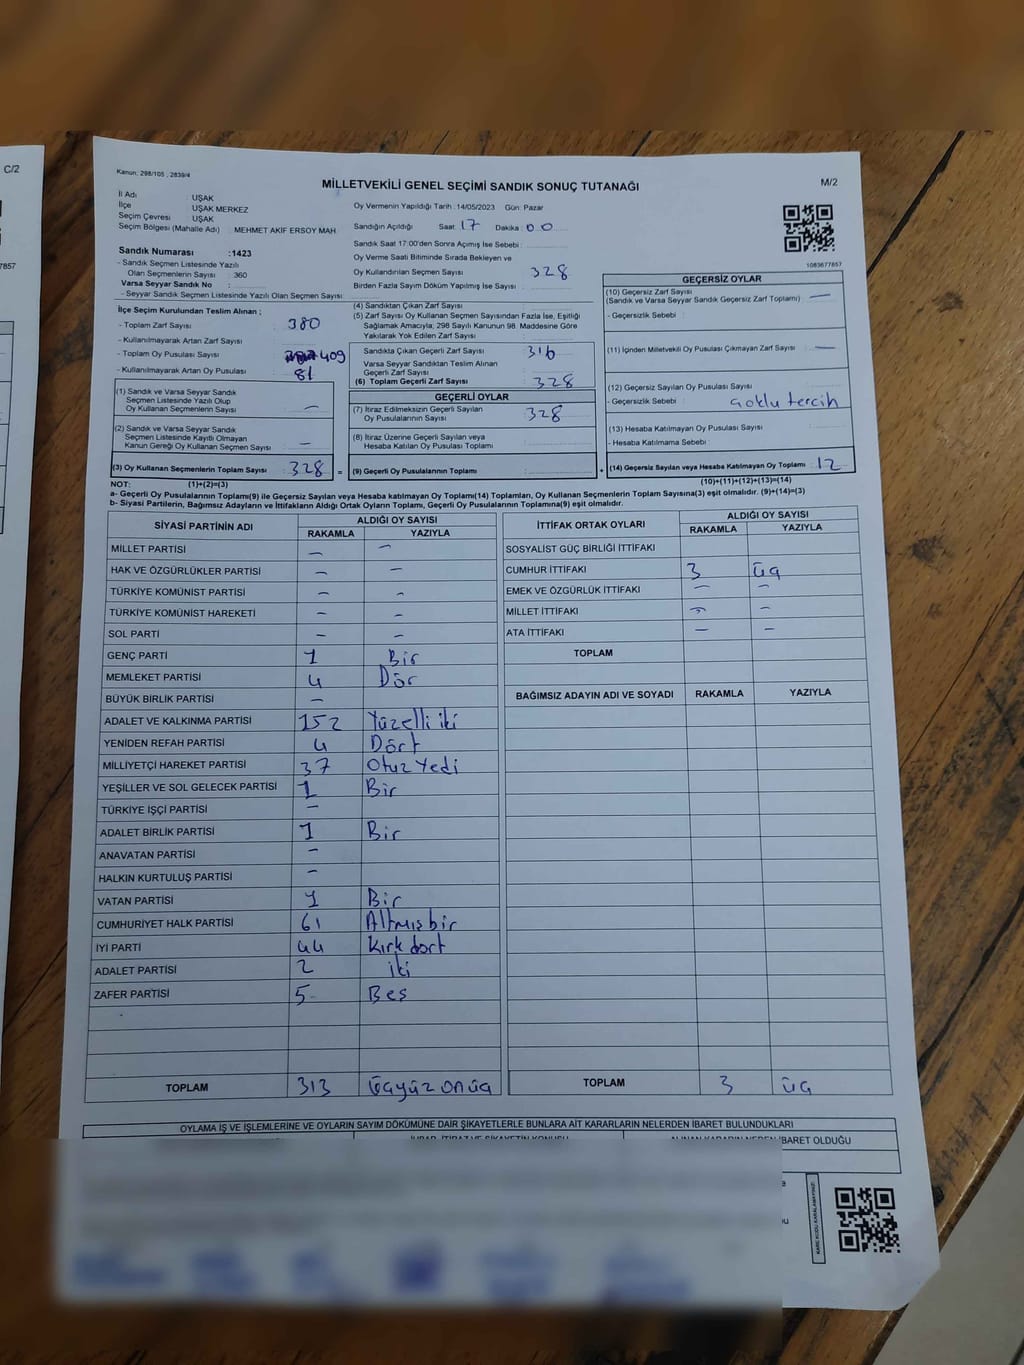 C/2
7857
Kanun: 298/105 , 2839/4
MİLLETVEKİLİ GENEL SEÇİMİ SANDIK SONUÇ TUTANAĞI
M/2
İl Adı : UŞAK
İlçe : UŞAK MERKEZ
Seçim Çevresi : UŞAK
Seçim Bölgesi (Mahalle Adı) : MEHMET AKİF ERSOY MAH
Sandık Numarası :1423
- Sandık Seçmen Listesinde Yazılı
Olan Seçmenlerin Sayısı : 360
Varsa Seyyar Sandık No :
- Seyyar Sandık Seçmen Listesinde Yazılı Olan Seçmen Sayısı :
Oy Vermenin Yapıldığı Tarih : 14/05/2023 Gün: Pazar
Sandığın Açıldığı Saat: 17 Dakika: 00
Sandık Saat 17:00'den Sonra Açımış İse Sebebi :
Oy Verme Saati Bitiminde Sırada Bekleyen ve
Oy Kullandırılan Seçmen Sayısı : 328
Birden Fazla Sayım Döküm Yapılmış İse Sayısı :
1083677857
İlçe Seçim Kurulundan Teslim Alınan ;
- Toplam Zarf Sayısı : 380
- Kullanılmayarak Artan Zarf Sayısı :
- Toplam Oy Pusulası Sayısı : 409
- Kullanılmayarak Artan Oy Pusulası : 81
(1) Sandık ve Varsa Seyyar Sandık
Seçmen Listesinde Yazılı Olup
Oy Kullanan Seçmenlerin Sayısı : —
(2) Sandık ve Varsa Seyyar Sandık
Seçmen Listesinde Kayıtlı Olmayan
Kanun Gereği Oy Kullanan Seçmen Sayısı : —
(3) Oy Kullanan Seçmenlerin Toplam Sayısı : 328 =
(4) Sandıktan Çıkan Zarf Sayısı :
(5) Zarf Sayısı Oy Kullanan Seçmen Sayısından Fazla İse, Eşitliği
Sağlamak Amacıyla; 298 Sayılı Kanunun 98. Maddesine Göre
Yakılarak Yok Edilen Zarf Sayısı :
Sandıkta Çıkan Geçerli Zarf Sayısı : 316
Varsa Seyyar Sandıktan Teslim Alınan
Geçerli Zarf Sayısı :
(6) Toplam Geçerli Zarf Sayısı : 328
GEÇERLİ OYLAR
(7) İtiraz Edilmeksizin Geçerli Sayılan
Oy Pusulalarının Sayısı : 328
(8) İtiraz Üzerine Geçerli Sayılan veya
Hesaba Katılan Oy Pusulası Toplamı :
(9) Geçerli Oy Pusulalarının Toplamı : +
GEÇERSİZ OYLAR
(10) Geçersiz Zarf Sayısı
(Sandık ve Varsa Seyyar Sandık Geçersiz Zarf Toplamı) : —
- Geçersizlik Sebebi :
(11) İçinden Milletvekili Oy Pusulası Çıkmayan Zarf Sayısı : —
(12) Geçersiz Sayılan Oy Pusulası Sayısı :
- Geçersizlik Sebebi : Çoklu tercih
(13) Hesaba Katılmayan Oy Pusulası Sayısı :
- Hesaba Katılmama Sebebi :
(14) Geçersiz Sayılan veya Hesaba Katılmayan Oy Toplamı : 12
NOT: (1)+(2)=(3)
(10)+(11)+(12)+(13)=(14)
a- Geçerli Oy Pusulalarının Toplamı(9) ile Geçersiz Sayılan veya Hesaba katılmayan Oy Toplamı(14) Toplamları, Oy Kullanan Seçmenlerin Toplam Sayısına(3) eşit olmalıdır. (9)+(14)=(3)
b- Siyasi Partilerin, Bağımsız Adayların ve İttifakların Aldığı Ortak Oyların Toplamı, Geçerli Oy Pusulalarının Toplamına(9) eşit olmalıdır.
SİYASİ PARTİNİN ADI ALDIĞI OY SAYISI
RAKAMLA YAZIYLA
MİLLET PARTİSİ — —
HAK VE ÖZGÜRLÜKLER PARTİSİ — —
TÜRKİYE KOMÜNİST PARTİSİ — —
TÜRKİYE KOMÜNİST HAREKETİ — —
SOL PARTİ — —
GENÇ PARTİ 1 Bir
MEMLEKET PARTİSİ 4 Dör
BÜYÜK BİRLİK PARTİSİ —
ADALET VE KALKINMA PARTİSİ 152 Yüzelli iki
YENİDEN REFAH PARTİSİ 4 Dört
MİLLİYETÇİ HAREKET PARTİSİ 37 Otuz Yedi
YEŞİLLER VE SOL GELECEK PARTİSİ 1 Bir
TÜRKİYE İŞÇİ PARTİSİ —
ADALET BİRLİK PARTİSİ 1 Bir
ANAVATAN PARTİSİ —
HALKIN KURTULUŞ PARTİSİ —
VATAN PARTİSİ 1 Bir
CUMHURİYET HALK PARTİSİ 61 Altmışbir
İYİ PARTİ 44 Kırk dort
ADALET PARTİSİ 2 iki
ZAFER PARTİSİ 5 Beş
TOPLAM 313 Üçyüz onüç
İTTİFAK ORTAK OYLARI ALDIĞI OY SAYISI
RAKAMLA YAZIYLA
SOSYALİST GÜÇ BİRLİĞİ İTTİFAKI
CUMHUR İTTİFAKI 3 üç
EMEK VE ÖZGÜRLÜK İTTİFAKI — —
MİLLET İTTİFAKI — —
ATA İTTİFAKI — —
TOPLAM
BAĞIMSIZ ADAYIN ADI VE SOYADI RAKAMLA YAZIYLA
TOPLAM 3 üç
OYLAMA İŞ VE İŞLEMLERİNE VE OYLARIN SAYIM DÖKÜMÜNE DAİR ŞİKAYETLERLE BUNLARA AİT KARARLARIN NELERDEN İBARET BULUNDUKLARI
İBARET OLDUĞU
KARE KODU KARALAMAYINIZ!